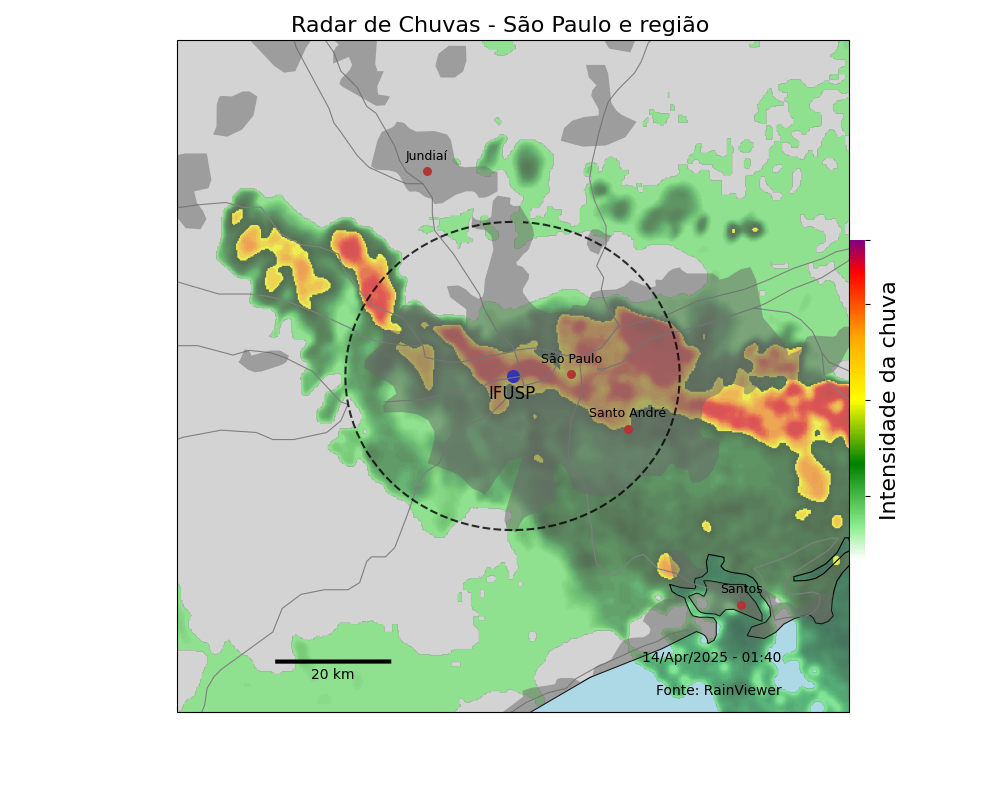 Radar de Chuvas - São Paulo e região
Jundiaí
São Paulo
IFUSP
Santo André
Intensidade da chuva
Santos
14/Apr/2025 - 01:40
20 km
Fonte: RainViewer